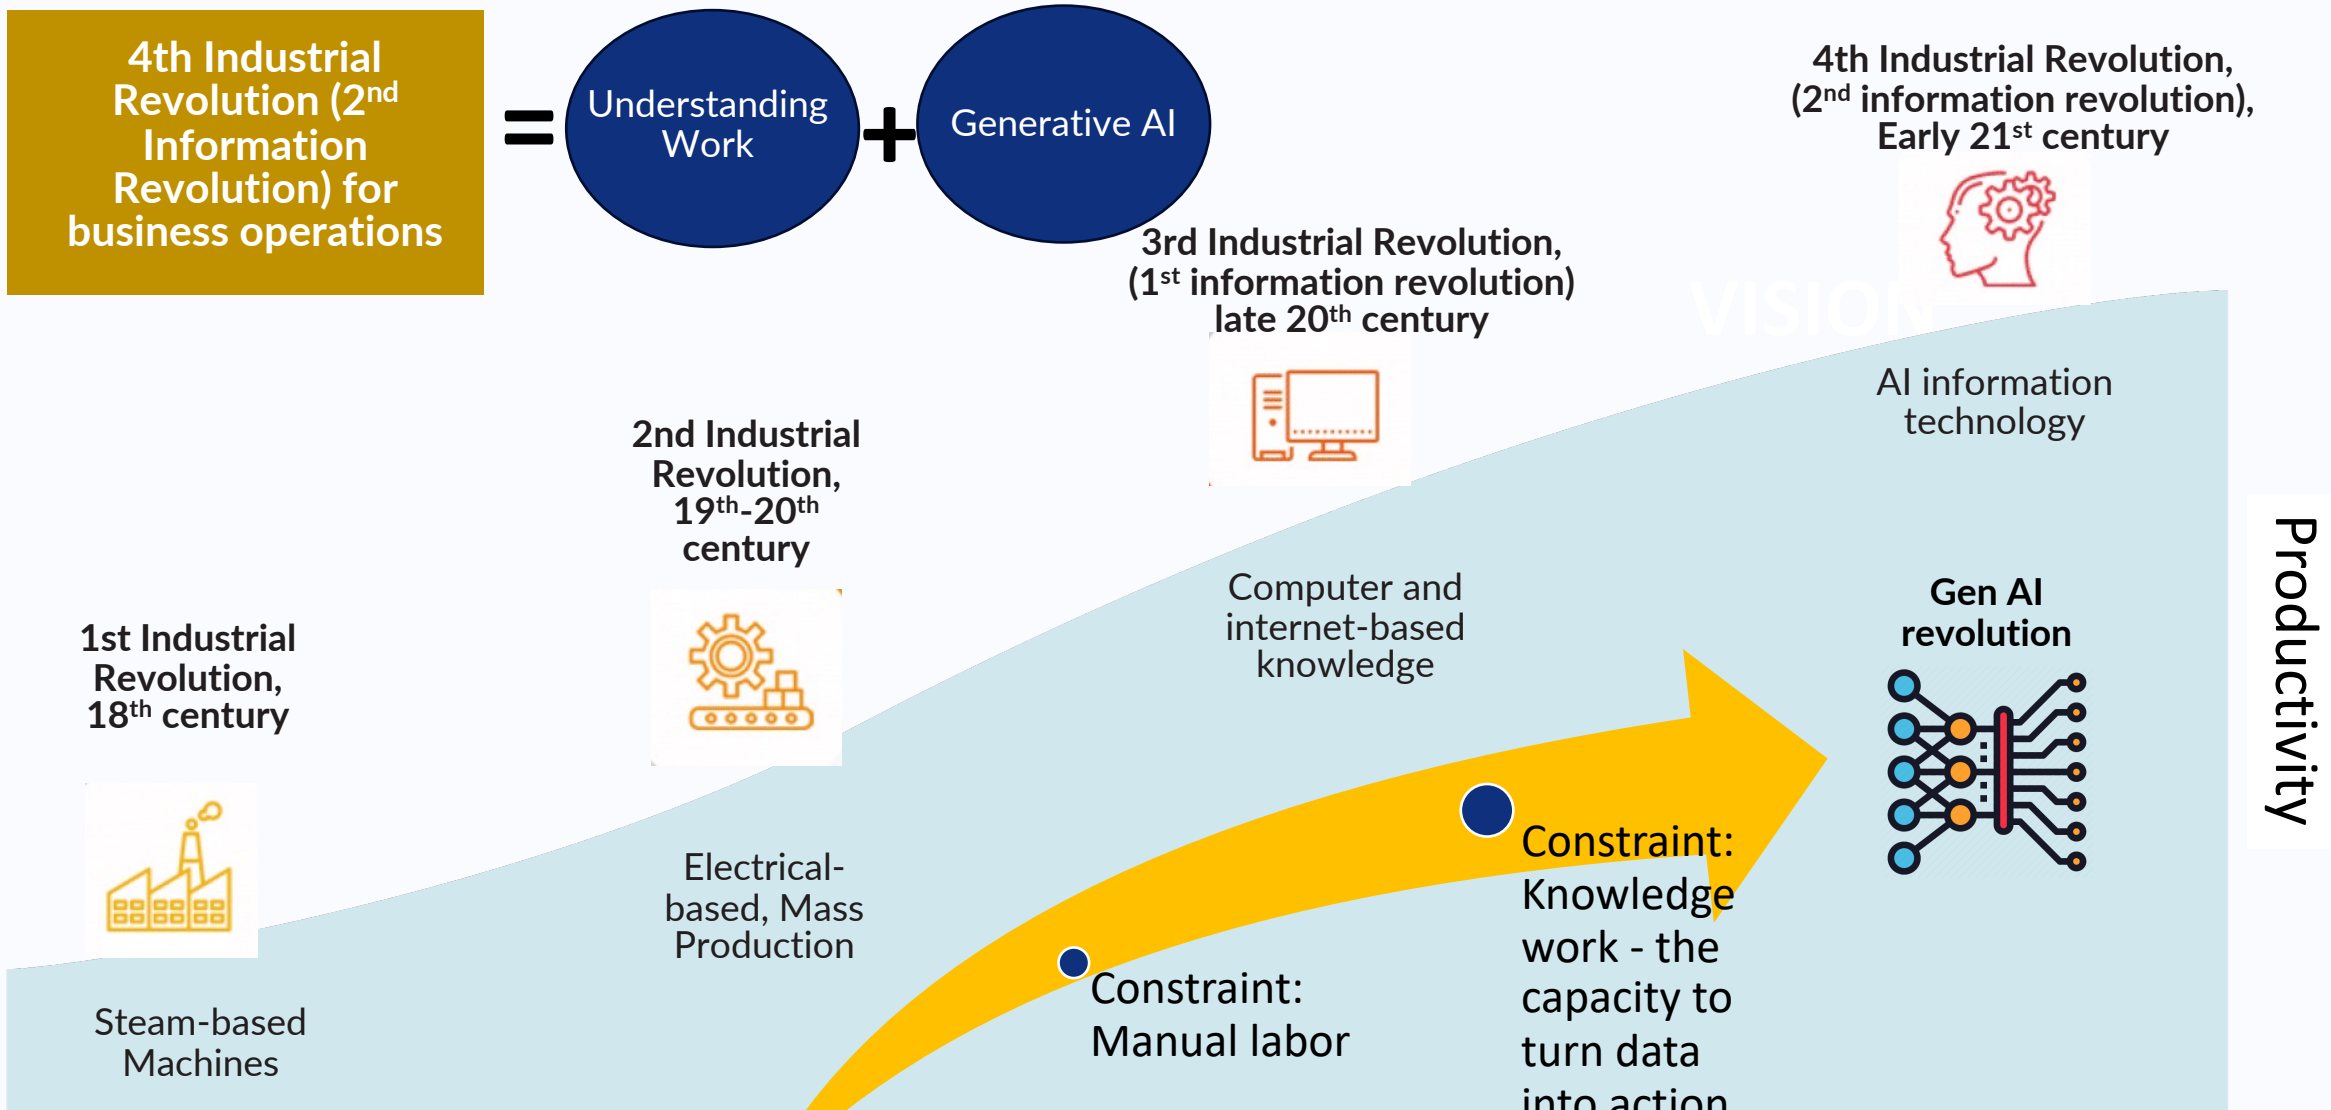 4th Industrial
Revolution (2nd
Information
Revolution) for
business operations
=
Understanding
Work
+
Generative AI
4th Industrial Revolution,
(2nd information revolution),
Early 21st century
3rd Industrial Revolution,
(1st information revolution)
late 20th century
VISION
AI information
technology
2nd Industrial
Revolution,
19th-20th
century
Computer and
internet-based
knowledge
Gen AI
revolution
Productivity
1st Industrial
Revolution,
18th century
Electrical-
based, Mass
Production
Constraint:
Knowledge
work - the
capacity to
turn data
into action
Constraint:
Manual labor
Steam-based
Machines